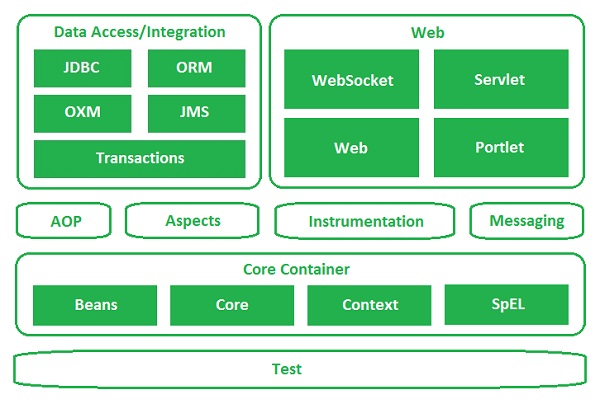 Data Access/Integration
JDBC
ORM
OXM
JMS
Transactions
Web
WebSocket
Servlet
Web
Portlet
AOP
Aspects
Instrumentation
Messaging
Core Container
Beans
Core
Context
SpEL
Test